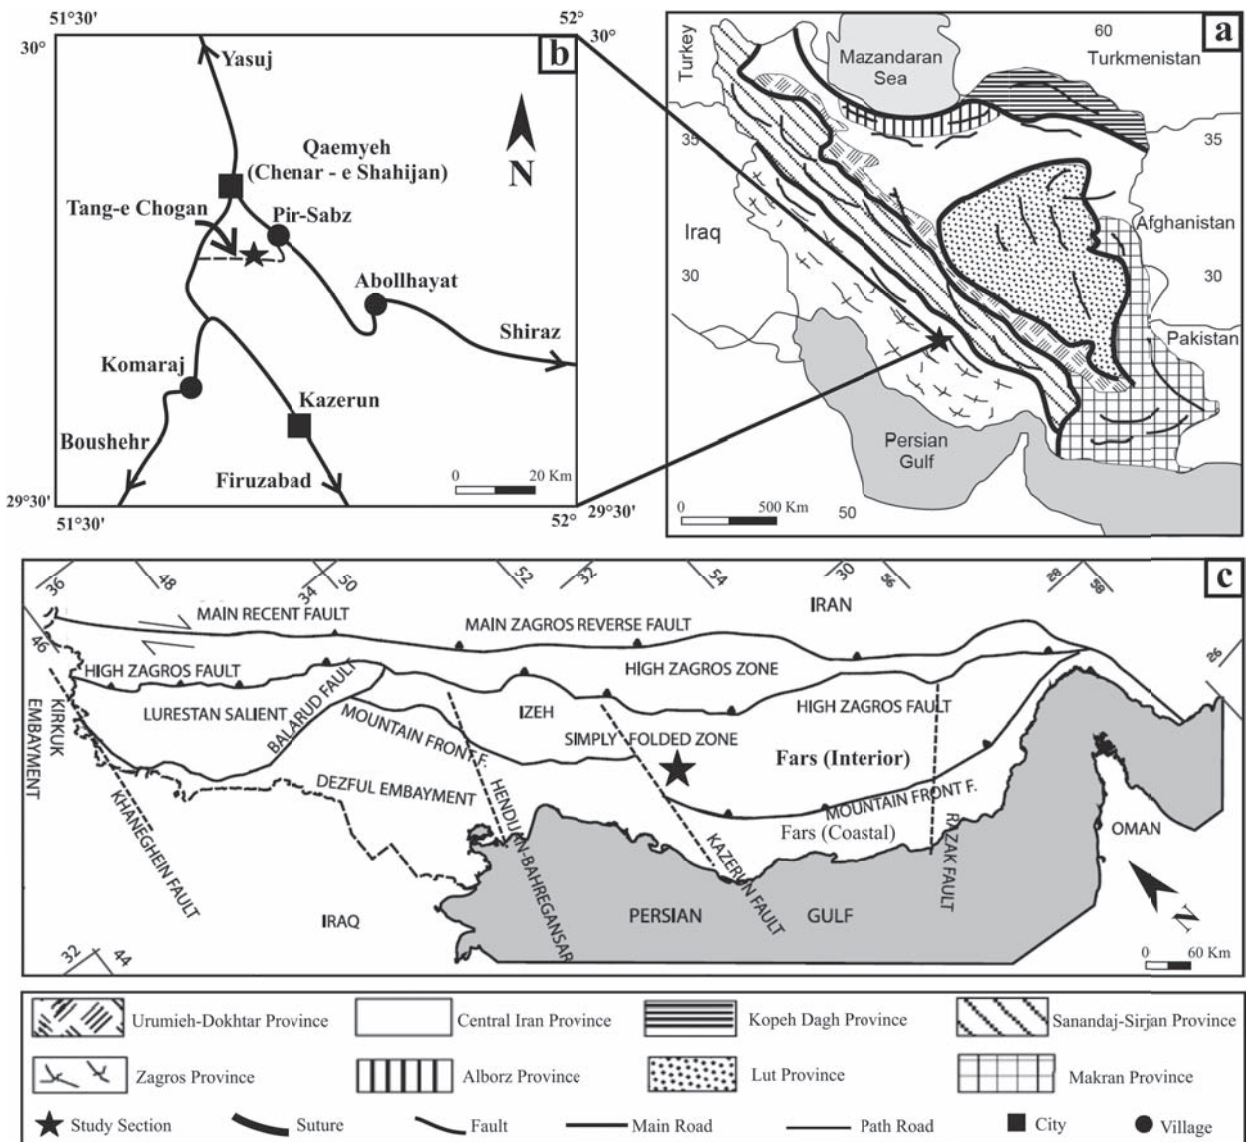 51°30'
52°
30°
30°
b
Yasuj
N
Qaemyeh
(Chenar - e Shahijan)
Tang-e Chogan
Pir-Sabz
Abollhayat
Shiraz
Komaraj
Kazerun
Boushehr
Firuzabad
0 20 Km
29°30'
51°30'
52°
29°30'
a
60
Turkey
Mazandaran
Sea
Turkmenistan
35
35
Iraq
Afghanistan
30
30
Pakistan
Persian
Gulf
0 500 Km
50
c
36
48
34
50
52
32
54
30
56
28
58
IRAN
MAIN RECENT FAULT
MAIN ZAGROS REVERSE FAULT
46
26
HIGH ZAGROS FAULT
HIGH ZAGROS ZONE
LURESTAN SALIENT
BALARUD FAULT
IZEH
HIGH ZAGROS FAULT
KIRKUK
EMBAYMENT
MOUNTAIN FRONT F.
SIMPLY FOLDED ZONE
Fars (Interior)
DEZFUL EMBAYMENT
MOUNTAIN FRONT F.
KHANEGHEIN FAULT
HENDIJAN-BAHREGANSAR
KAZERUN FAULT
Fars (Coastal)
RAZAK FAULT
OMAN
IRAQ
PERSIAN GULF
N
32
44
0 60 Km
Urumieh-Dokhtar Province
Central Iran Province
Kopeh Dagh Province
Sanandaj-Sirjan Province
Zagros Province
Alborz Province
Lut Province
Makran Province
Study Section
Suture
Fault
Main Road
Path Road
City
Village